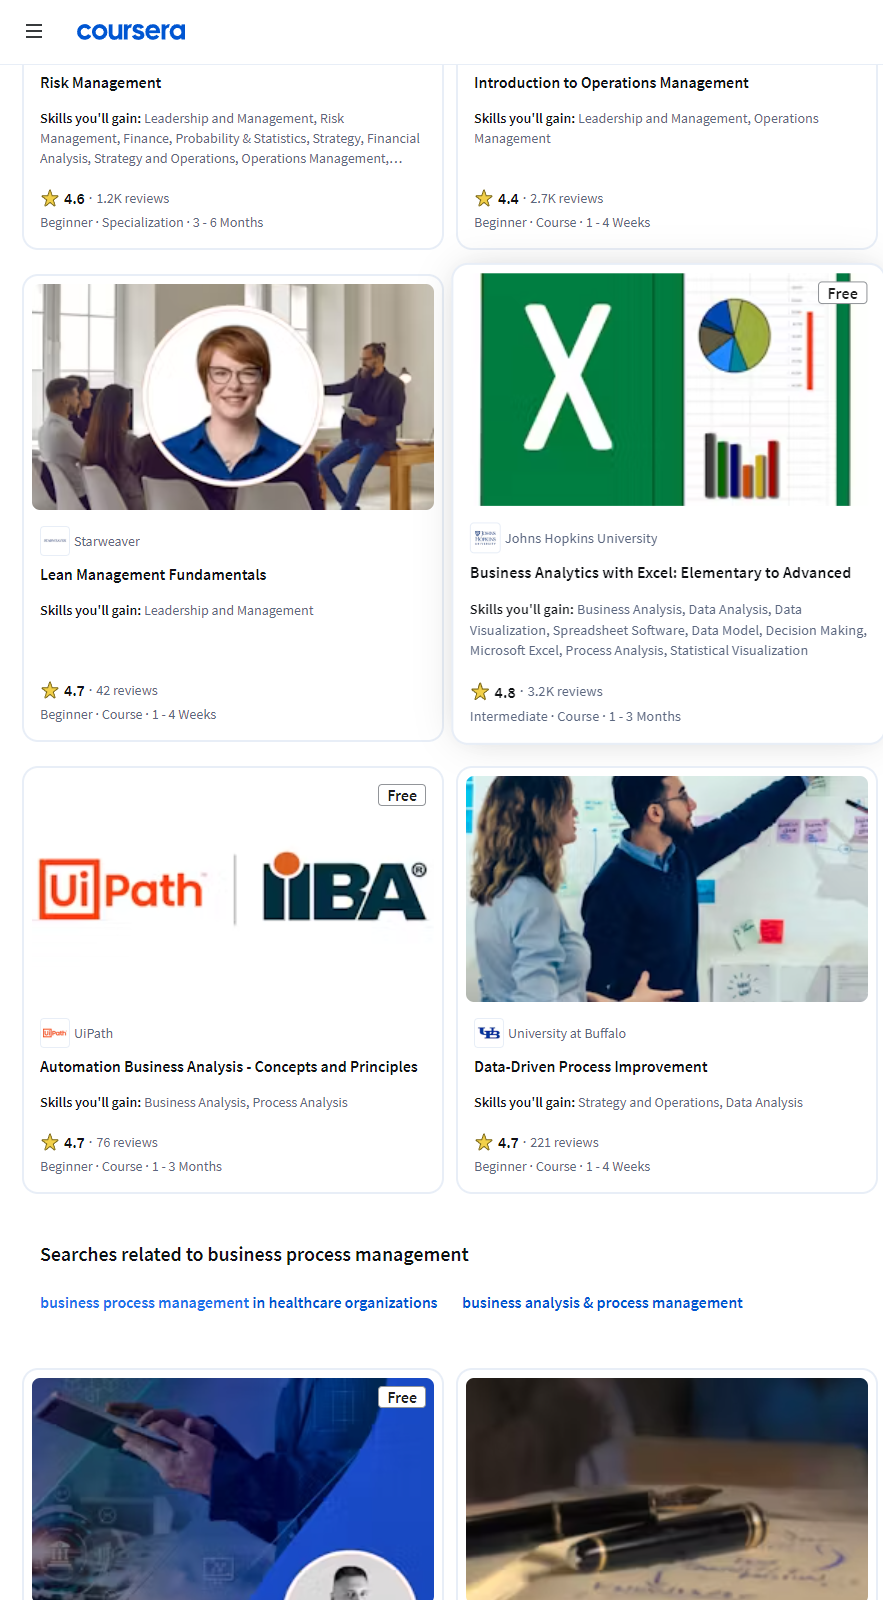 coursera
Risk Management
Skills you'll gain: Leadership and Management, Risk
Management, Finance, Probability & Statistics, Strategy, Financial
Analysis, Strategy and Operations, Operations Management,...
4.6 · 1.2K reviews
Beginner · Specialization · 3 - 6 Months
Introduction to Operations Management
Skills you'll gain: Leadership and Management, Operations
Management
4.4 · 2.7K reviews
Beginner · Course · 1 - 4 Weeks
Starweaver
Lean Management Fundamentals
Skills you'll gain: Leadership and Management
4.7 · 42 reviews
Beginner · Course · 1 - 4 Weeks
Free
X
Johns Hopkins University
Business Analytics with Excel: Elementary to Advanced
Skills you'll gain: Business Analysis, Data Analysis, Data
Visualization, Spreadsheet Software, Data Model, Decision Making,
Microsoft Excel, Process Analysis, Statistical Visualization
4.8 · 3.2K reviews
Intermediate · Course · 1 - 3 Months
Free
UiPath | IIBA®
UiPath UiPath
Automation Business Analysis - Concepts and Principles
Skills you'll gain: Business Analysis, Process Analysis
4.7 · 76 reviews
Beginner · Course · 1 - 3 Months
UB University at Buffalo
Data-Driven Process Improvement
Skills you'll gain: Strategy and Operations, Data Analysis
4.7 · 221 reviews
Beginner · Course · 1 - 4 Weeks
Searches related to business process management
business process management in healthcare organizations
business analysis & process management
Free